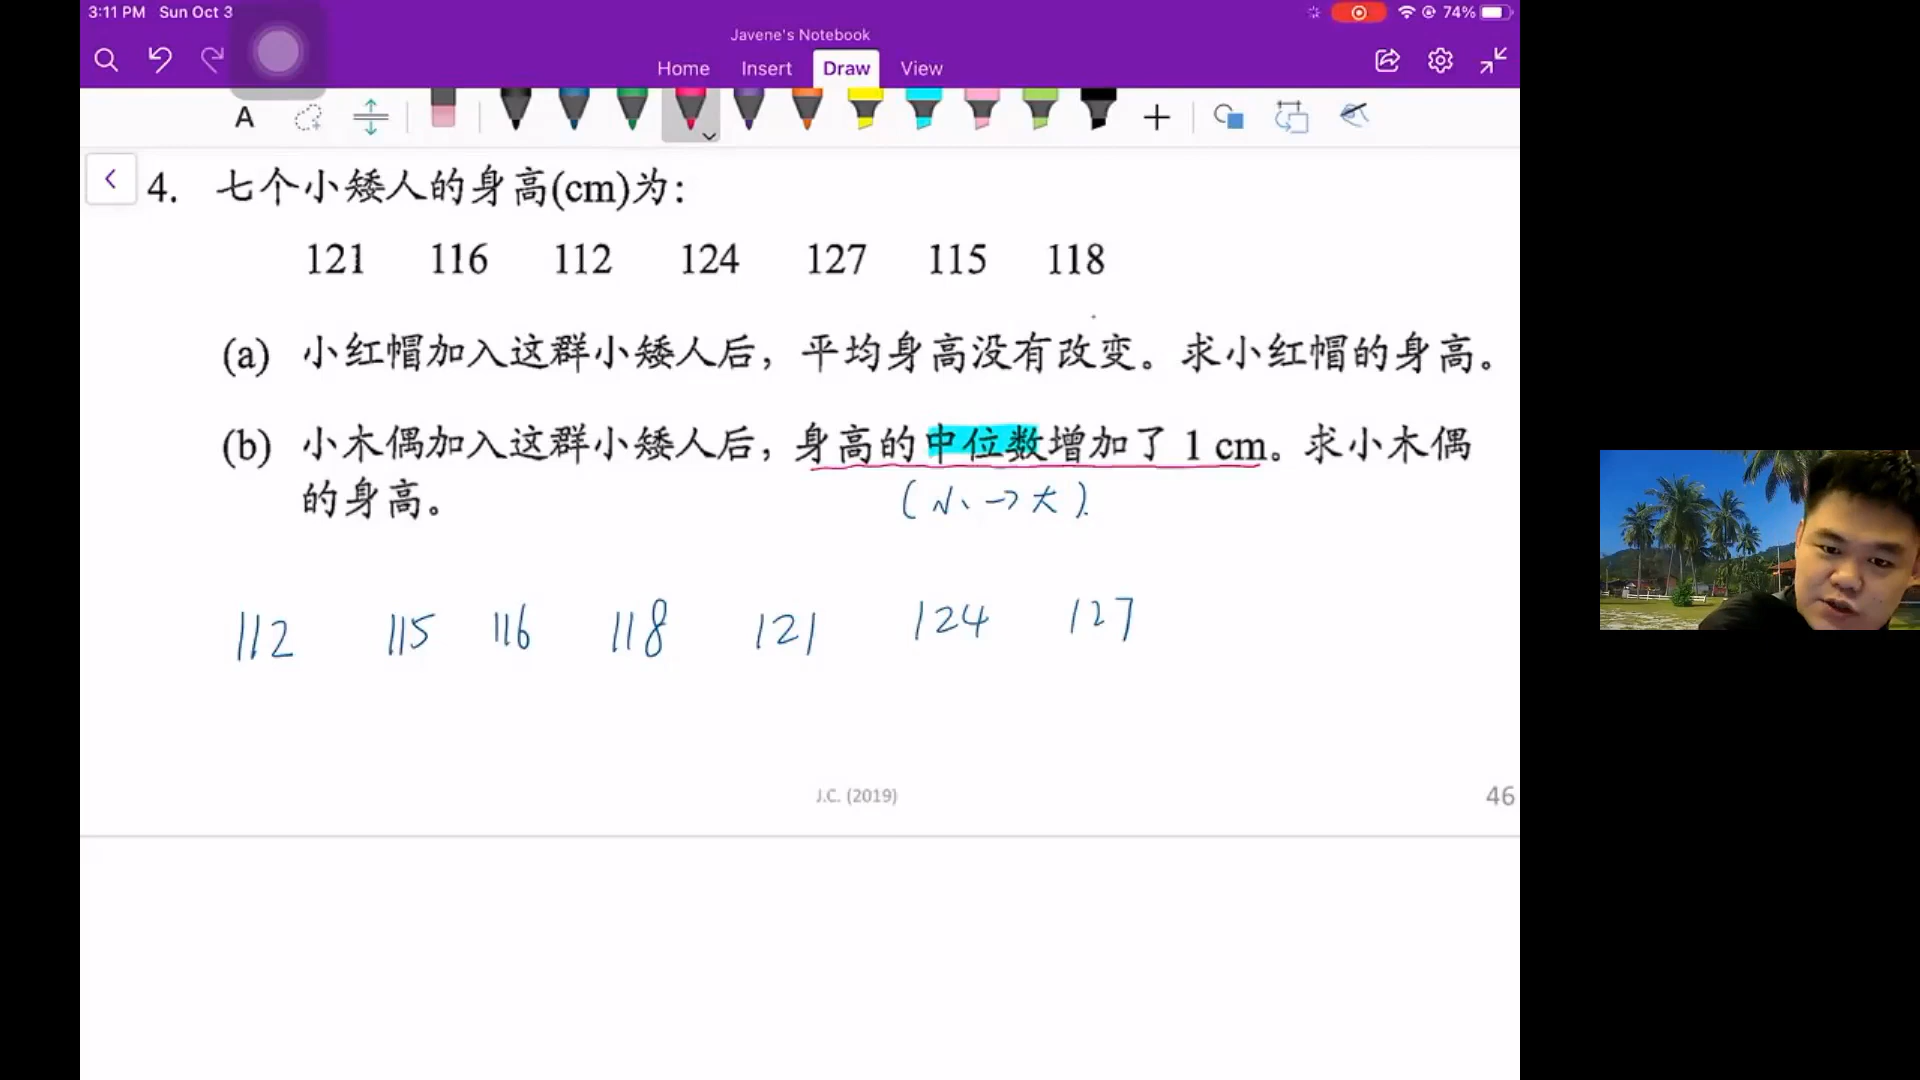 3:11 PM Sun Oct 3
74%
Javene's Notebook
Home Insert Draw View
A
4. 七个小矮人的身高(cm)为:
121 116 112 124 127 115 118
(a) 小红帽加入这群小矮人后，平均身高没有改变。求小红帽的身高。
(b) 小木偶加入这群小矮人后，身高的中位数增加了 1 cm。求小木偶
的身高。
(小→大)
112 115 116 118 121 124 127
J.C. (2019)
46